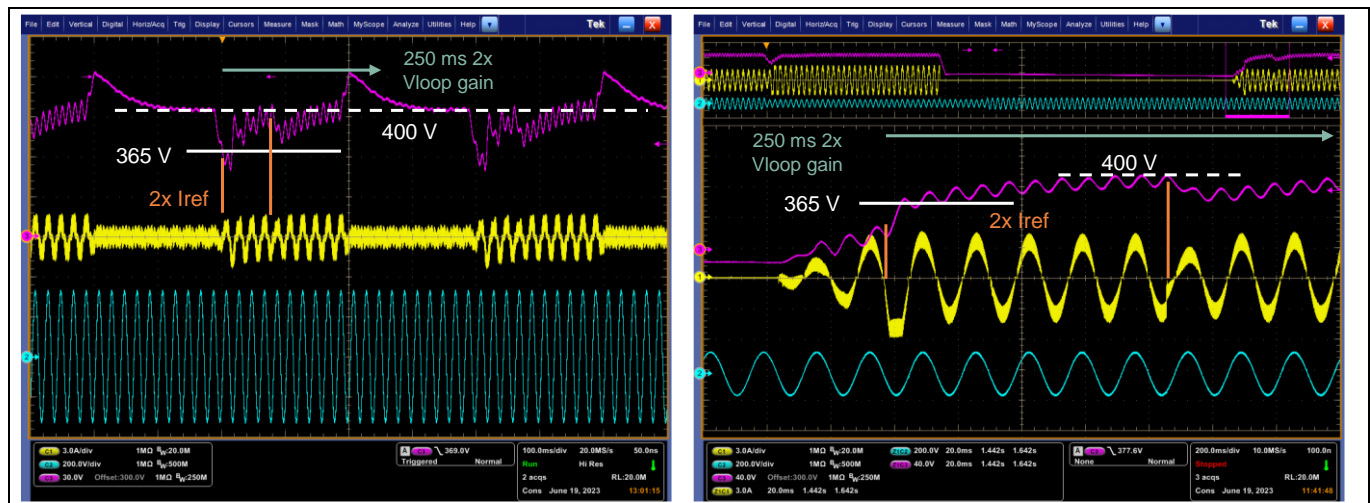 File Edit Vertical Digital Horiz/Acq Trig Display Cursors Measure Mask Math MyScope Analyze Utilities Help Tek X
250 ms 2x
Vloop gain
400 V
365 V
2x Iref
C1 3.0A/div 1MΩ BW:20.0M
C2 200.0V/div 1MΩ BW:500M
C3 30.0V Offset:300.0V 1MΩ BW:250M
A C3 369.0V
Triggered Normal
100.0ms/div 20.0MS/s 50.0ns
Run Hi Res
2 acqs RL:20.0M
Cons June 19, 2023 13:01:15
File Edit Vertical Digital Horiz/Acq Trig Display Cursors Measure Mask Math MyScope Analyze Utilities Help Tek X
250 ms 2x
Vloop gain
400 V
365 V
2x Iref
C1 3.0A/div 1MΩ BW:20.0M
C2 200.0V/div 1MΩ BW:500M
C3 40.0V Offset:300.0V 1MΩ BW:250M
Z1C1 3.0A 20.0ms 1.442s 1.642s
Z1C2 200.0V 20.0ms 1.442s 1.642s
Z1C3 40.0V 20.0ms 1.442s 1.642s
A C3 377.6V
None Normal
200.0ms/div 10.0MS/s 100.0ns
Stopped
3 acqs RL:20.0M
Cons June 19, 2023 11:41:48